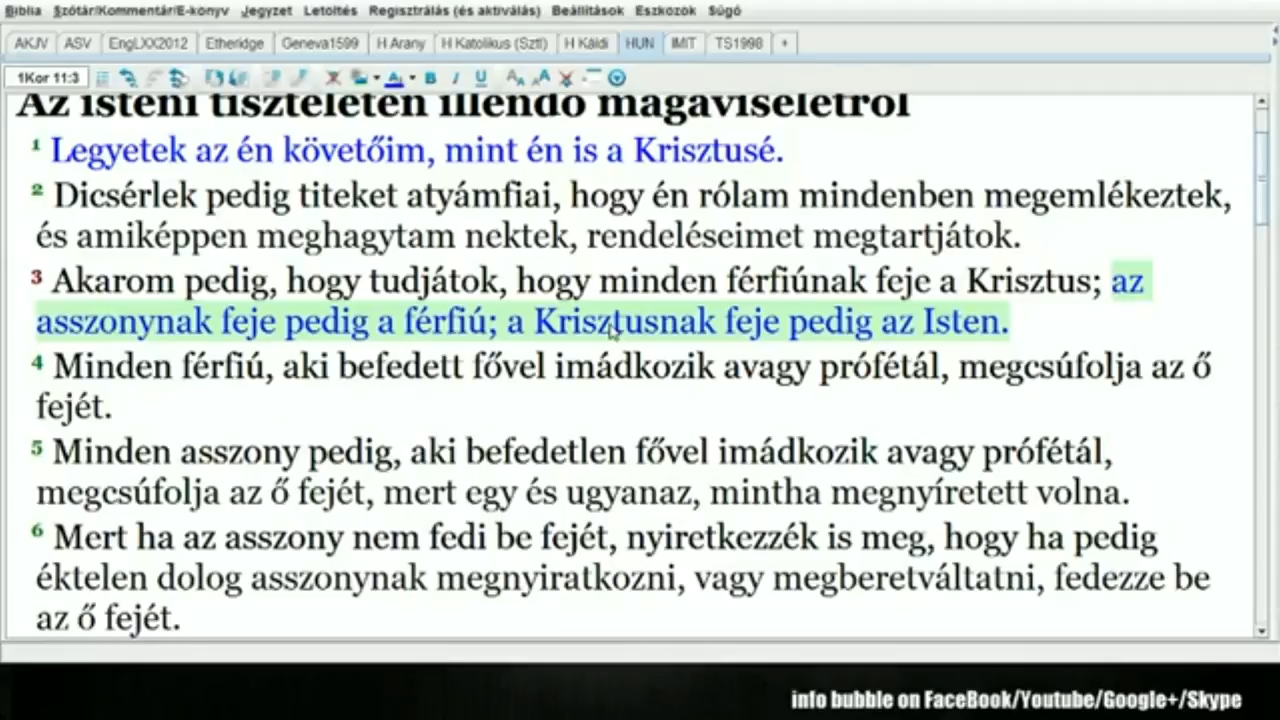 Biblia Szótár/Kommentár/E-könyv Jegyzet Letöltés Regisztrálás (és aktiválás) Beállítások Eszközök Súgó
AKJV ASV EngLXX2012 Etheridge Geneva1599 H Arany H Katolikus (SztI) H Káldi HUN IMIT TS1998 +
1Kor 11:3
Az isteni tiszteleten illendő magaviseletről
1 Legyetek az én követőim, mint én is a Krisztusé.
2 Dicsérlek pedig titeket atyámfiai, hogy én rólam mindenben megemlékeztek,
és amiképpen meghagytam nektek, rendeléseimet megtartjátok.
3 Akarom pedig, hogy tudjátok, hogy minden férfiúnak feje a Krisztus; az
asszonynak feje pedig a férfiú; a Krisztusnak feje pedig az Isten.
4 Minden férfiú, aki befedett fővel imádkozik avagy prófétál, megcsúfolja az ő
fejét.
5 Minden asszony pedig, aki befedetlen fővel imádkozik avagy prófétál,
megcsúfolja az ő fejét, mert egy és ugyanaz, mintha megnyíretett volna.
6 Mert ha az asszony nem fedi be fejét, nyiretkezzék is meg, hogy ha pedig
éktelen dolog asszonynak megnyiratkozni, vagy megberetváltatni, fedezze be
az ő fejét.
info bubble on FaceBook/Youtube/Google+/Skype